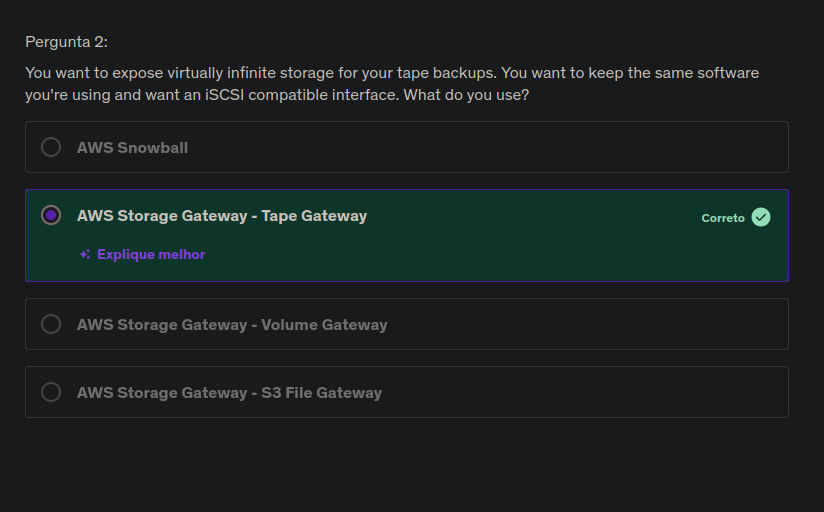 Pergunta 2:
You want to expose virtually infinite storage for your tape backups. You want to keep the same software
you're using and want an iSCSI compatible interface. What do you use?
AWS Snowball
AWS Storage Gateway - Tape Gateway
Correto
Explique melhor
AWS Storage Gateway - Volume Gateway
AWS Storage Gateway - S3 File Gateway